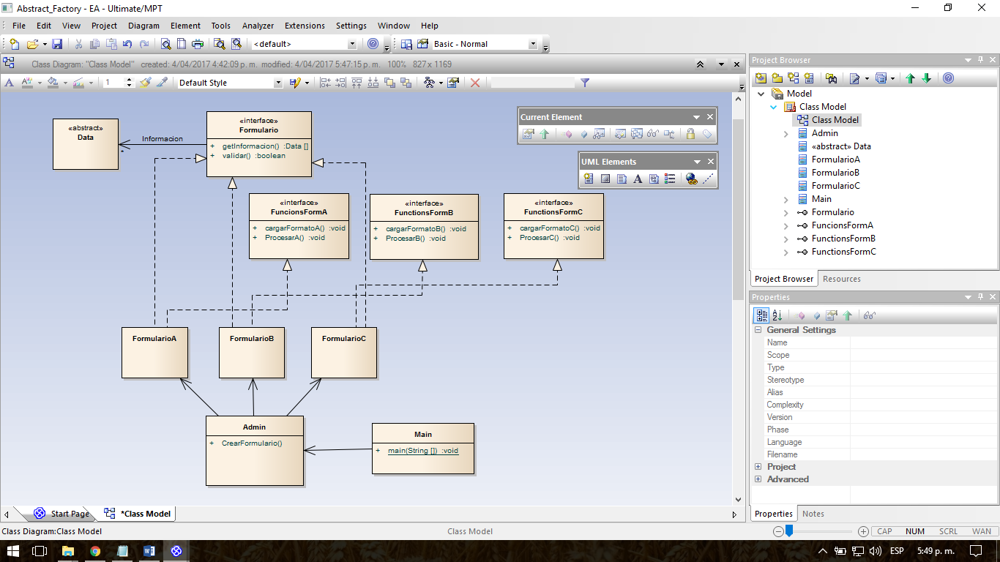 Abstract_Factory - EA - Ultimate/MPT
File Edit View Project Diagram Element Tools Analyzer Extensions Settings Window Help
<default>
Basic - Normal
Class Diagram: "Class Model" created: 4/04/2017 4:42:09 p. m. modified: 4/04/2017 5:47:15 p. m. 100% 827 x 1169
1
Default Style
«abstract»
Data
Informacion
*
«interface»
Formulario
+ getInformacion() :Data []
+ validar() :boolean
«interface»
FuncionsFormA
+ cargarFormatoA() :void
+ ProcesarA() :void
«interface»
FunctionsFormB
+ cargarFormatoB() :void
+ ProcesarB() :void
«interface»
FunctionsFormC
+ cargarFormatoC() :void
+ ProcesarC() :void
FormularioA
FormularioB
FormularioC
Admin
+ CrearFormulario()
Main
+ main(String []) :void
Current Element
UML Elements
Start Page
*Class Model
Project Browser
Model
Class Model
Class Model
Admin
«abstract» Data
FormularioA
FormularioB
FormularioC
Main
Formulario
FuncionsFormA
FunctionsFormB
FunctionsFormC
Project Browser Resources
Properties
General Settings
Name
Scope
Type
Stereotype
Alias
Complexity
Version
Phase
Language
Filename
Project
Advanced
Properties Notes
Class Diagram:Class Model
Class Model
CAP NUM SCRL WAN
ESP 5:49 p. m.